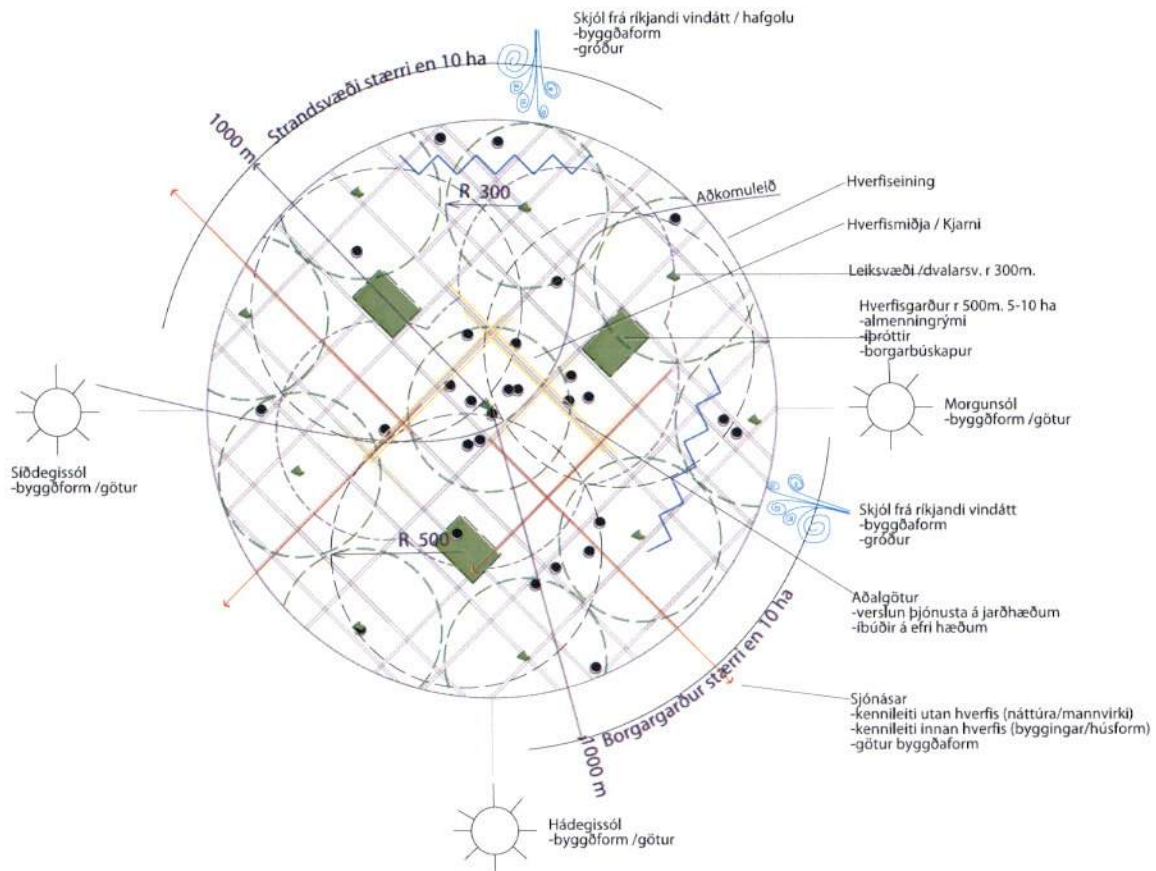 Skjól frá ríkjandi vindátt / hafgolu
-byggðaform
-gróður
Strandsvæði stærri en 10 ha
1000 m
R 300
Aðkomuleið
Hverfiseining
Hverfismiðja / Kjarni
Leiksvæði /dvalarsv. r 300m.
Hverfisgarður r 500m. 5-10 ha
-almenningrými
-íþróttir
-borgarbúskapur
Morgunsól
-byggðform /götur
Síðdegissól
-byggðform /götur
Skjól frá ríkjandi vindátt
-byggðaform
-gróður
R 500
Aðalgötur
-verslun þjónusta á jarðhæðum
-íbúðir á efri hæðum
Borgargarður stærri en 10 ha
Sjónásar
-kennileiti utan hverfis (náttúra/mannvirki)
-kennileiti innan hverfis (byggingar/húsform)
-götur byggðaform
1000 m
Hádegissól
-byggðform /götur